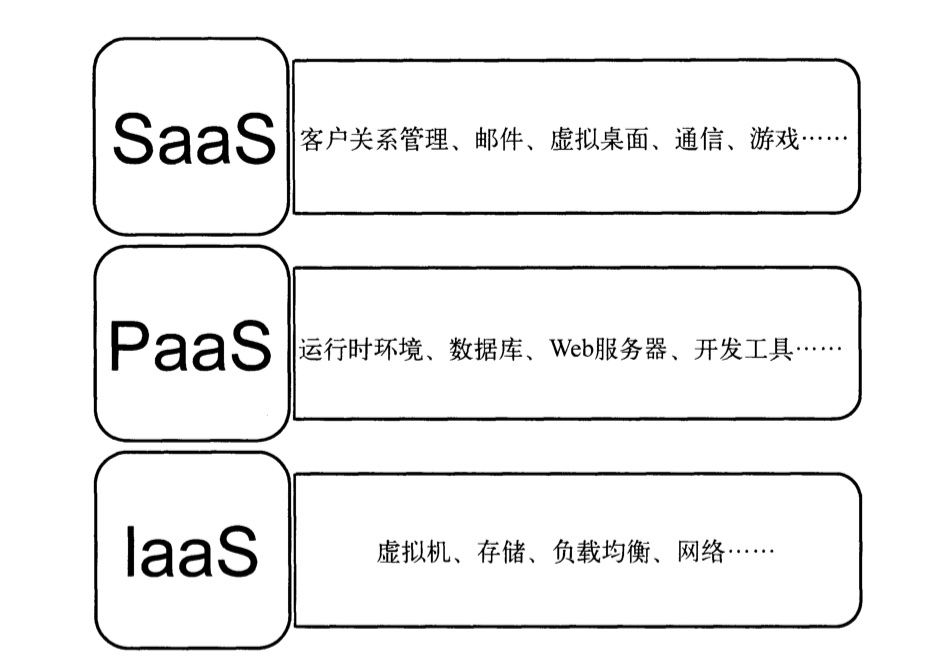 SaaS
客户关系管理、邮件、虚拟桌面、通信、游戏……
PaaS
运行时环境、数据库、Web服务器、开发工具……
IaaS
虚拟机、存储、负载均衡、网络……